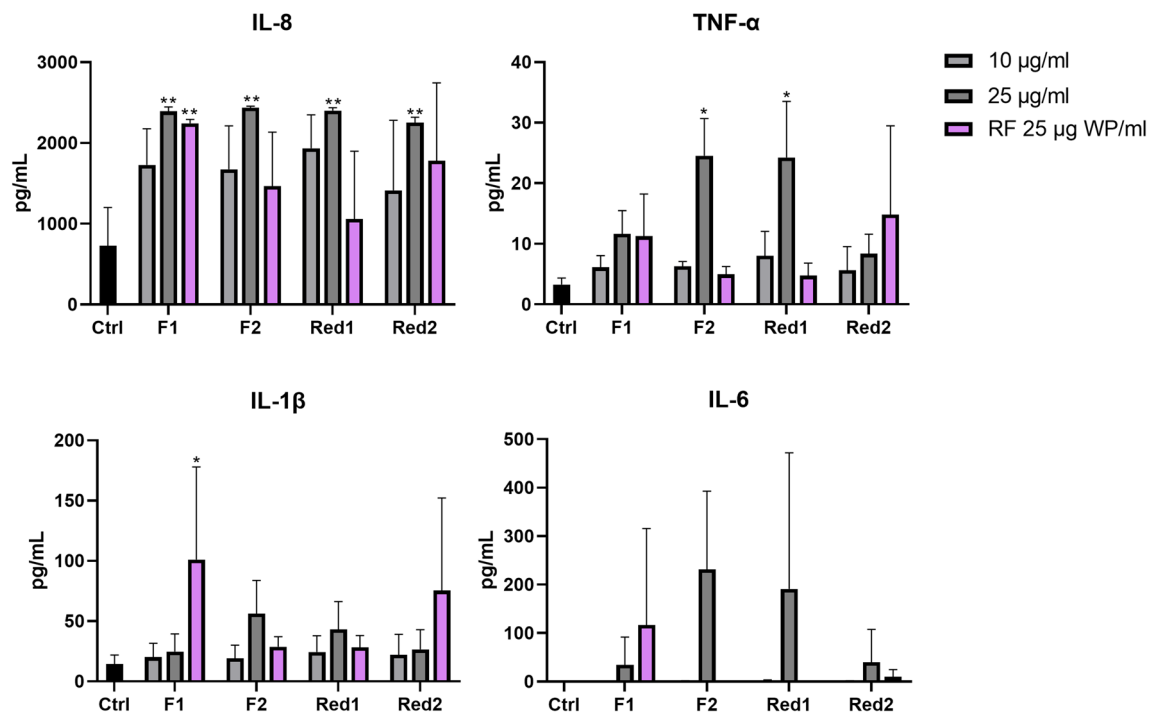 IL-8
3000
2000
1000
0
pg/mL
** ** ** ** **
Ctrl F1 F2 Red1 Red2
TNF-α
40
30
20
10
0
pg/mL
* *
Ctrl F1 F2 Red1 Red2
10 µg/ml
25 µg/ml
RF 25 µg WP/ml
IL-1β
200
150
100
50
0
pg/mL
*
Ctrl F1 F2 Red1 Red2
IL-6
500
400
300
200
100
0
pg/mL
Ctrl F1 F2 Red1 Red2